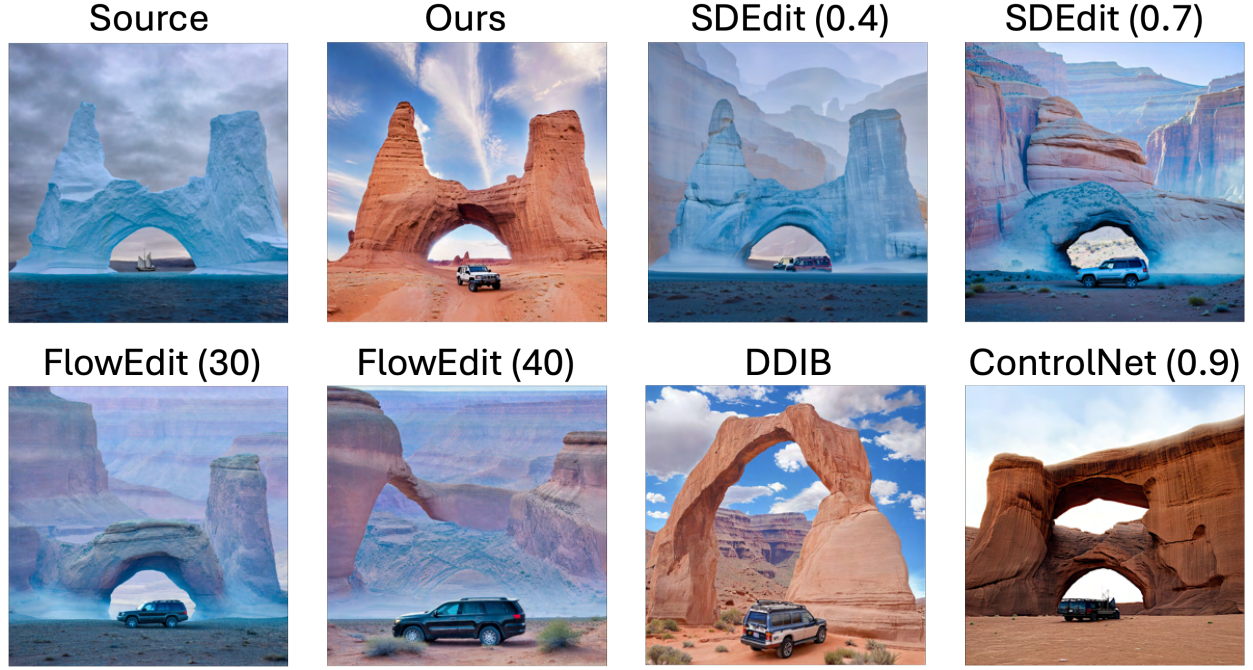 Source
Ours
SDEdit (0.4)
SDEdit (0.7)
FlowEdit (30)
FlowEdit (40)
DDIB
ControlNet (0.9)